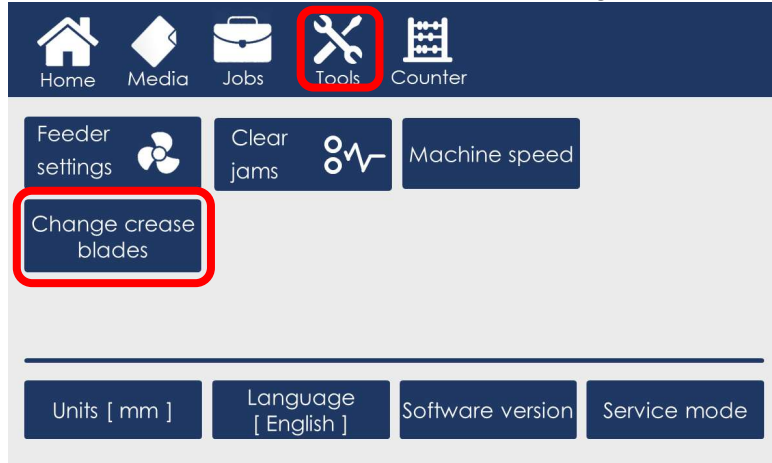 Home Media Jobs Tools Counter
Feeder
settings
Clear
jams
Machine speed
Change crease
blades
Units [ mm ]
Language
[ English ]
Software version
Service mode